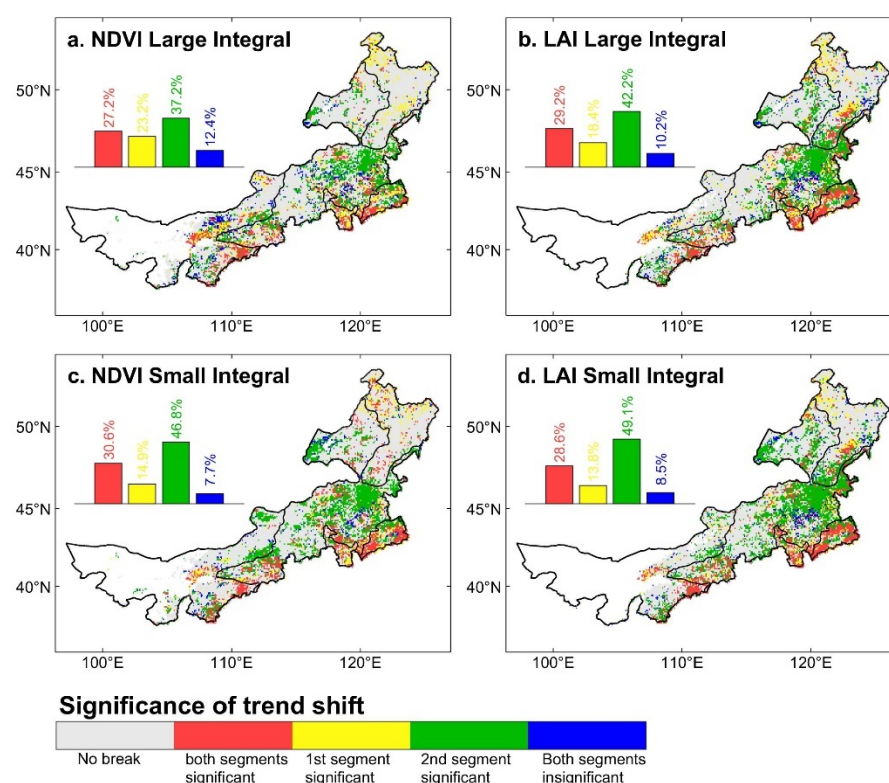 a. NDVI Large Integral
b. LAI Large Integral
50°N
45°N
40°N
27.2%
23.2%
37.2%
12.4%
50°N
45°N
40°N
29.2%
18.4%
42.2%
10.2%
100°E 110°E 120°E
100°E 110°E 120°E
c. NDVI Small Integral
d. LAI Small Integral
50°N
45°N
40°N
30.6%
14.9%
46.8%
7.7%
50°N
45°N
40°N
28.6%
13.8%
49.1%
8.5%
100°E 110°E 120°E
100°E 110°E 120°E
Significance of trend shift
No break
both segments
significant
1st segment
significant
2nd segment
significant
Both segments
insignificant